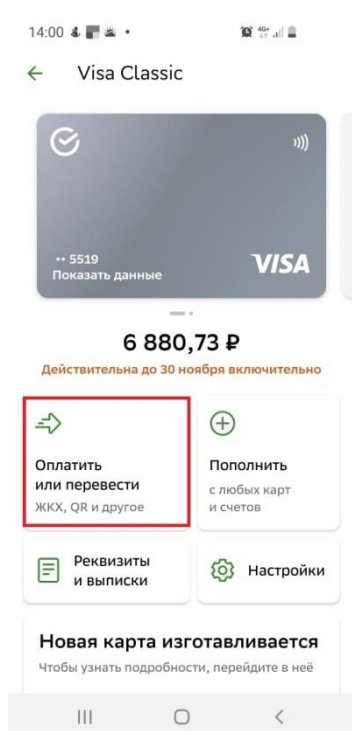 14:00
4G+
Visa Classic
•• 5519
Показать данные
VISA
6 880,73 ₽
Действительна до 30 ноября включительно
Оплатить
или перевести
ЖКХ, QR и другое
Пополнить
с любых карт
и счетов
Реквизиты
и выписки
Настройки
Новая карта изготавливается
Чтобы узнать подробности, перейдите в неё